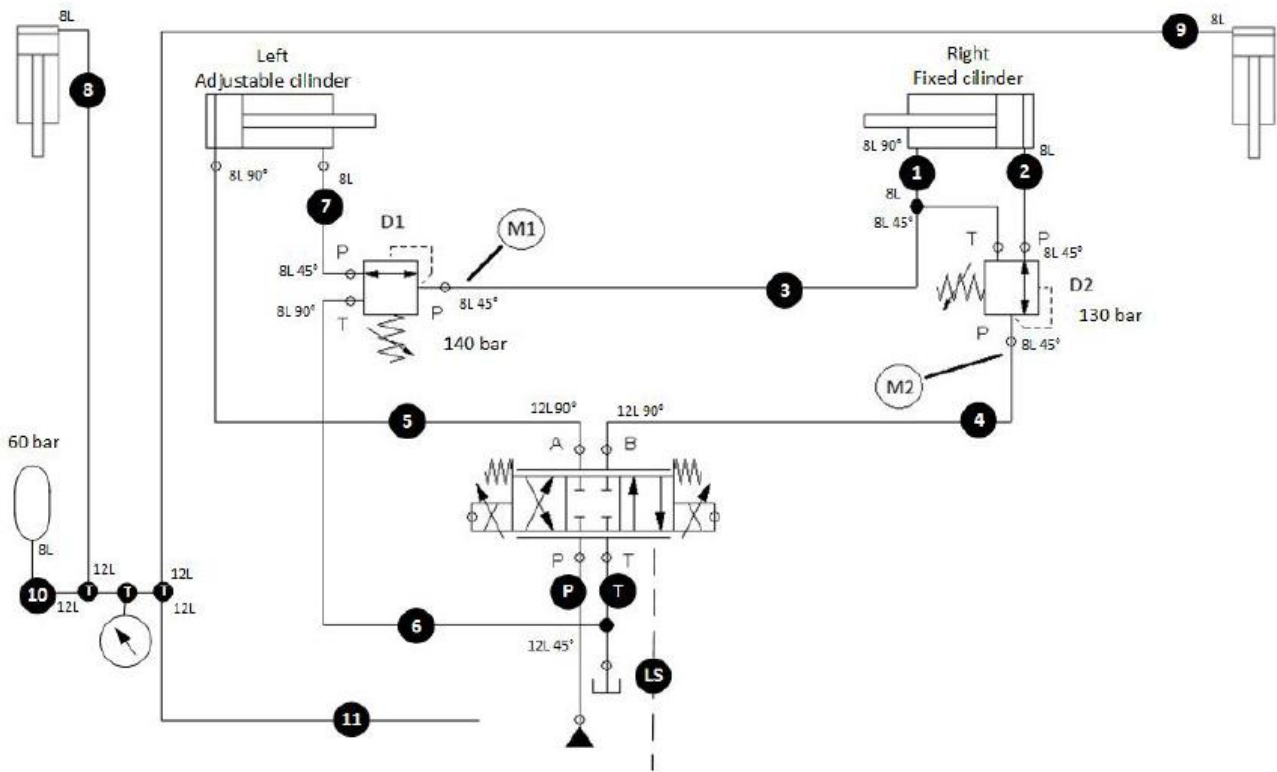 8L
9
8L
Left
Adjustable cilinder
Right
Fixed cilinder
8
8L 90°
8L
1
2
8L 90°
8L
7
8L
8L 45°
D1
M1
T
P
8L 45°
P
8L 45°
8L 90°
T
P
8L 45°
3
D2
130 bar
140 bar
P
8L 45°
M2
5
12L 90°
12L 90°
4
A
B
60 bar
8L
P
T
12L
12L
10
T
T
T
12L
12L
P
T
6
12L 45°
LS
11